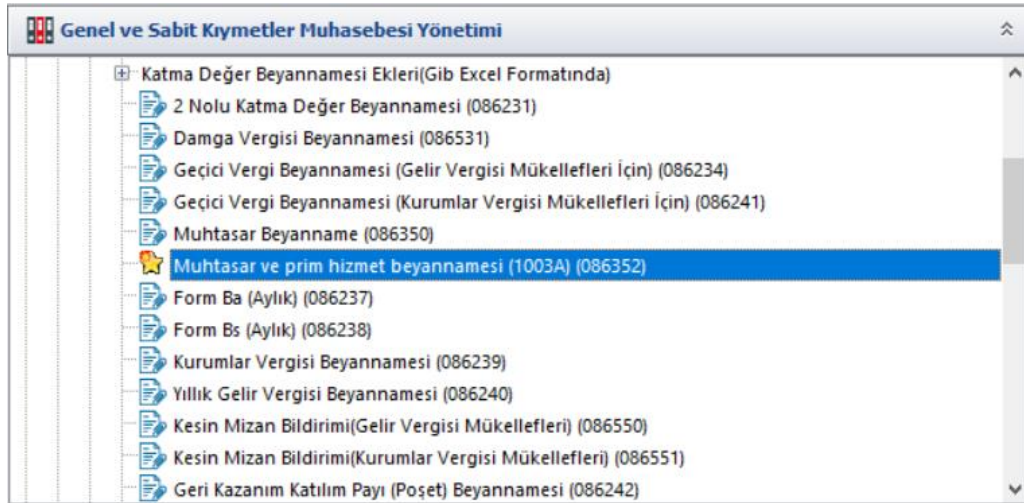 Genel ve Sabit Kıymetler Muhasebesi Yönetimi
Katma Değer Beyannamesi Ekleri(Gib Excel Formatında)
2 Nolu Katma Değer Beyannamesi (086231)
Damga Vergisi Beyannamesi (086531)
Geçici Vergi Beyannamesi (Gelir Vergisi Mükellefleri İçin) (086234)
Geçici Vergi Beyannamesi (Kurumlar Vergisi Mükellefleri İçin) (086241)
Muhtasar Beyanname (086350)
Muhtasar ve prim hizmet beyannamesi (1003A) (086352)
Form Ba (Aylık) (086237)
Form Bs (Aylık) (086238)
Kurumlar Vergisi Beyannamesi (086239)
Yıllık Gelir Vergisi Beyannamesi (086240)
Kesin Mizan Bildirimi(Gelir Vergisi Mükellefleri) (086550)
Kesin Mizan Bildirimi(Kurumlar Vergisi Mükellefleri) (086551)
Geri Kazanım Katılım Payı (Poşet) Beyannamesi (086242)